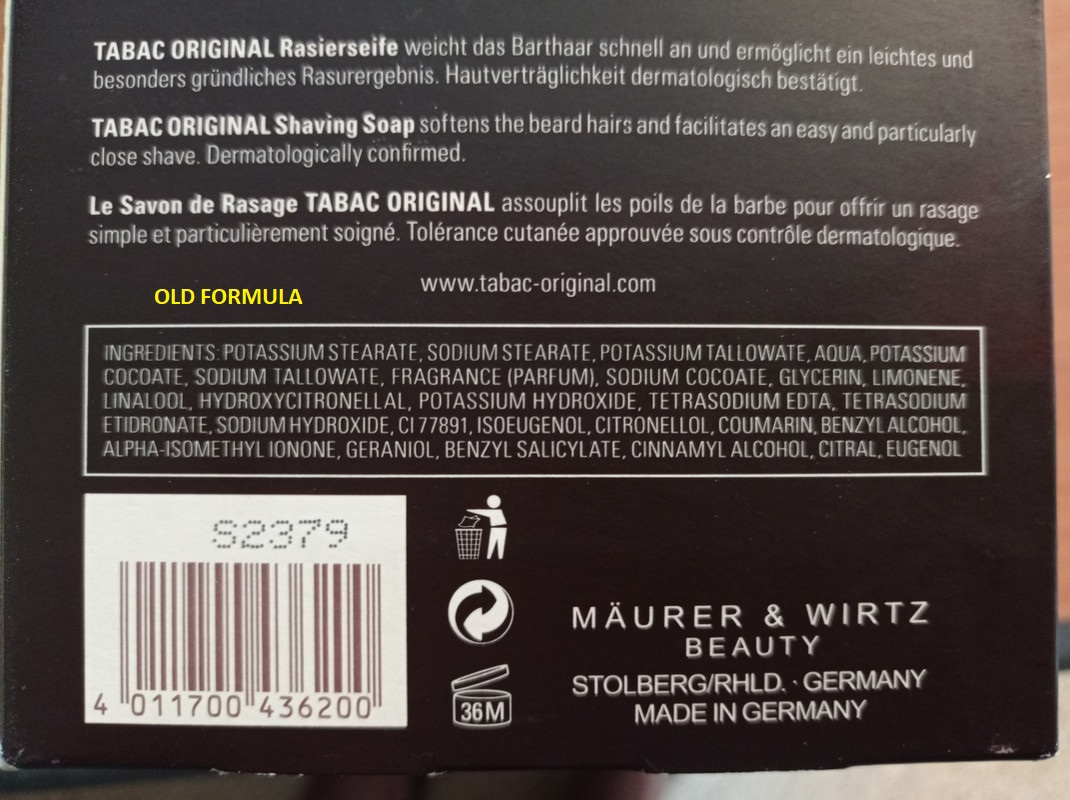 TABAC ORIGINAL Rasierseife weicht das Barthaar schnell an und ermöglicht ein leichtes und
besonders gründliches Rasurergebnis. Hautverträglichkeit dermatologisch bestätigt.
TABAC ORIGINAL Shaving Soap softens the beard hairs and facilitates an easy and particularly
close shave. Dermatologically confirmed.
Le Savon de Rasage TABAC ORIGINAL assouplit les poils de la barbe pour offrir un rasage
simple et particulièrement soigné. Tolérance cutanée approuvée sous contrôle dermatologique.
www.tabac-original.com
OLD FORMULA
INGREDIENTS: POTASSIUM STEARATE, SODIUM STEARATE, POTASSIUM TALLOWATE, AQUA, POTASSIUM
COCOATE, SODIUM TALLOWATE, FRAGRANCE (PARFUM), SODIUM COCOATE, GLYCERIN, LIMONENE,
LINALOOL, HYDROXYCITRONELLAL, POTASSIUM HYDROXIDE, TETRASODIUM EDTA, TETRASODIUM
ETIDRONATE, SODIUM HYDROXIDE, CI 77891, ISOEUGENOL, CITRONELLOL, COUMARIN, BENZYL ALCOHOL,
ALPHA-ISOMETHYL IONONE, GERANIOL, BENZYL SALICYLATE, CINNAMYL ALCOHOL, CITRAL, EUGENOL
S2379
4 011700 436200
36M
MÄURER & WIRTZ
BEAUTY
STOLBERG/RHLD. · GERMANY
MADE IN GERMANY